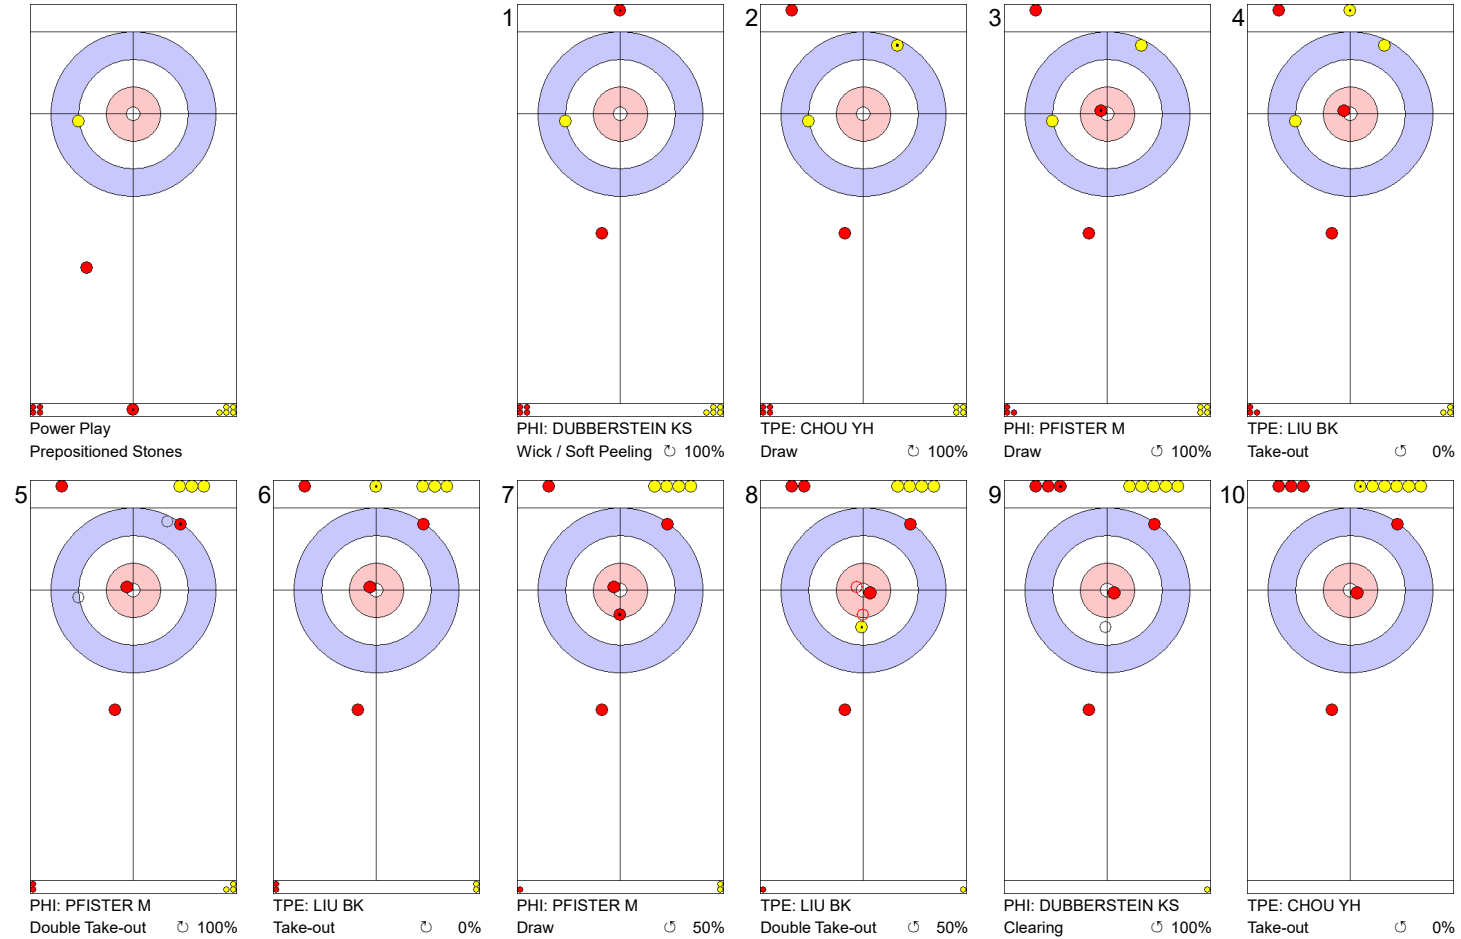 1
2
3
4
Power Play
Prepositioned Stones
PHI: DUBBERSTEIN KS
Wick / Soft Peeling ↻ 100%
TPE: CHOU YH
Draw ↻ 100%
PHI: PFISTER M
Draw ↺ 100%
TPE: LIU BK
Take-out ↺ 0%
5
6
7
8
9
10
PHI: PFISTER M
Double Take-out ↻ 100%
TPE: LIU BK
Take-out ↻ 0%
PHI: PFISTER M
Draw ↺ 50%
TPE: LIU BK
Double Take-out ↺ 50%
PHI: DUBBERSTEIN KS
Clearing ↺ 100%
TPE: CHOU YH
Take-out ↺ 0%